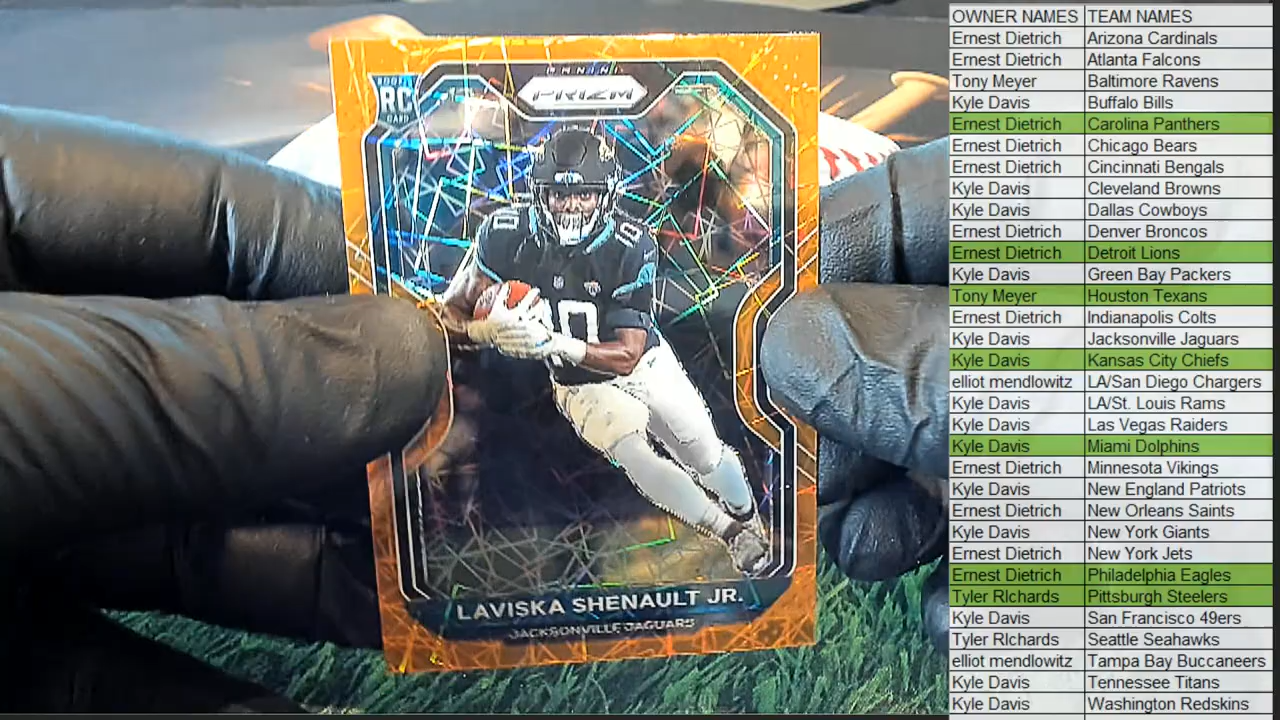 PANINI
PRIZM
ROOKIE
RC
CARD
10
10
10
LAVISKA SHENAULT JR.
JACKSONVILLE JAGUARS
OWNER NAMES TEAM NAMES
Ernest Dietrich Arizona Cardinals
Ernest Dietrich Atlanta Falcons
Tony Meyer Baltimore Ravens
Kyle Davis Buffalo Bills
Ernest Dietrich Carolina Panthers
Ernest Dietrich Chicago Bears
Ernest Dietrich Cincinnati Bengals
Kyle Davis Cleveland Browns
Kyle Davis Dallas Cowboys
Ernest Dietrich Denver Broncos
Ernest Dietrich Detroit Lions
Kyle Davis Green Bay Packers
Tony Meyer Houston Texans
Ernest Dietrich Indianapolis Colts
Kyle Davis Jacksonville Jaguars
Kyle Davis Kansas City Chiefs
elliot mendlowitz LA/San Diego Chargers
Kyle Davis LA/St. Louis Rams
Kyle Davis Las Vegas Raiders
Kyle Davis Miami Dolphins
Ernest Dietrich Minnesota Vikings
Kyle Davis New England Patriots
Ernest Dietrich New Orleans Saints
Kyle Davis New York Giants
Ernest Dietrich New York Jets
Ernest Dietrich Philadelphia Eagles
Tyler RIchards Pittsburgh Steelers
Kyle Davis San Francisco 49ers
Tyler RIchards Seattle Seahawks
elliot mendlowitz Tampa Bay Buccaneers
Kyle Davis Tennessee Titans
Kyle Davis Washington Redskins